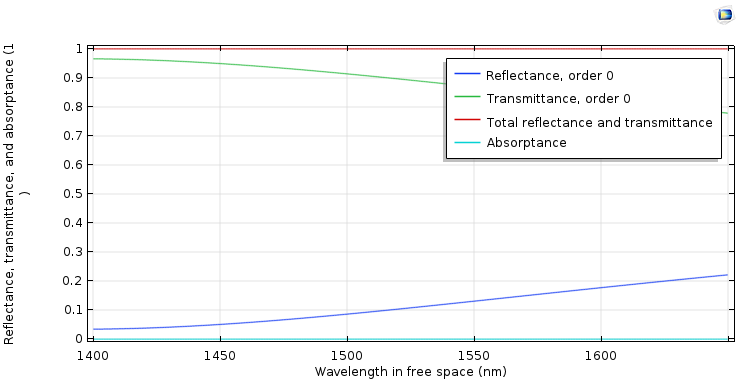 Reflectance, transmittance, and absorptance (1
)
1
0.9
0.8
0.7
0.6
0.5
0.4
0.3
0.2
0.1
0
Reflectance, order 0
Transmittance, order 0
Total reflectance and transmittance
Absorptance
1400 1450 1500 1550 1600
Wavelength in free space (nm)